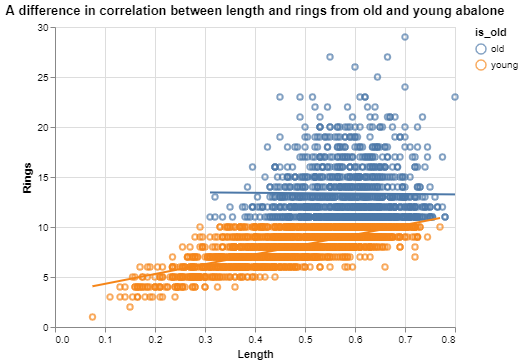 A difference in correlation between length and rings from old and young abalone
is_old
old
young
30
25
20
15
10
5
0
Rings
0.0 0.1 0.2 0.3 0.4 0.5 0.6 0.7 0.8
Length